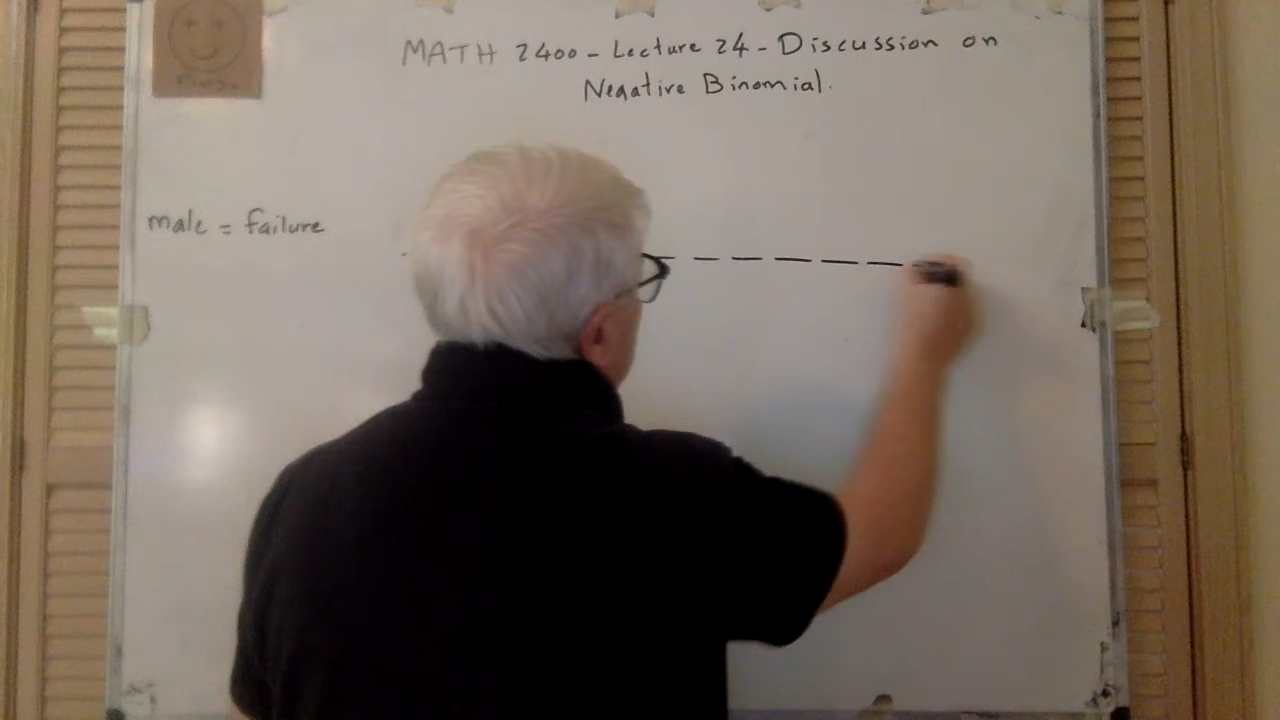 MATH 2400 - Lecture 24 - Discussion on
Negative Binomial.
male = failure